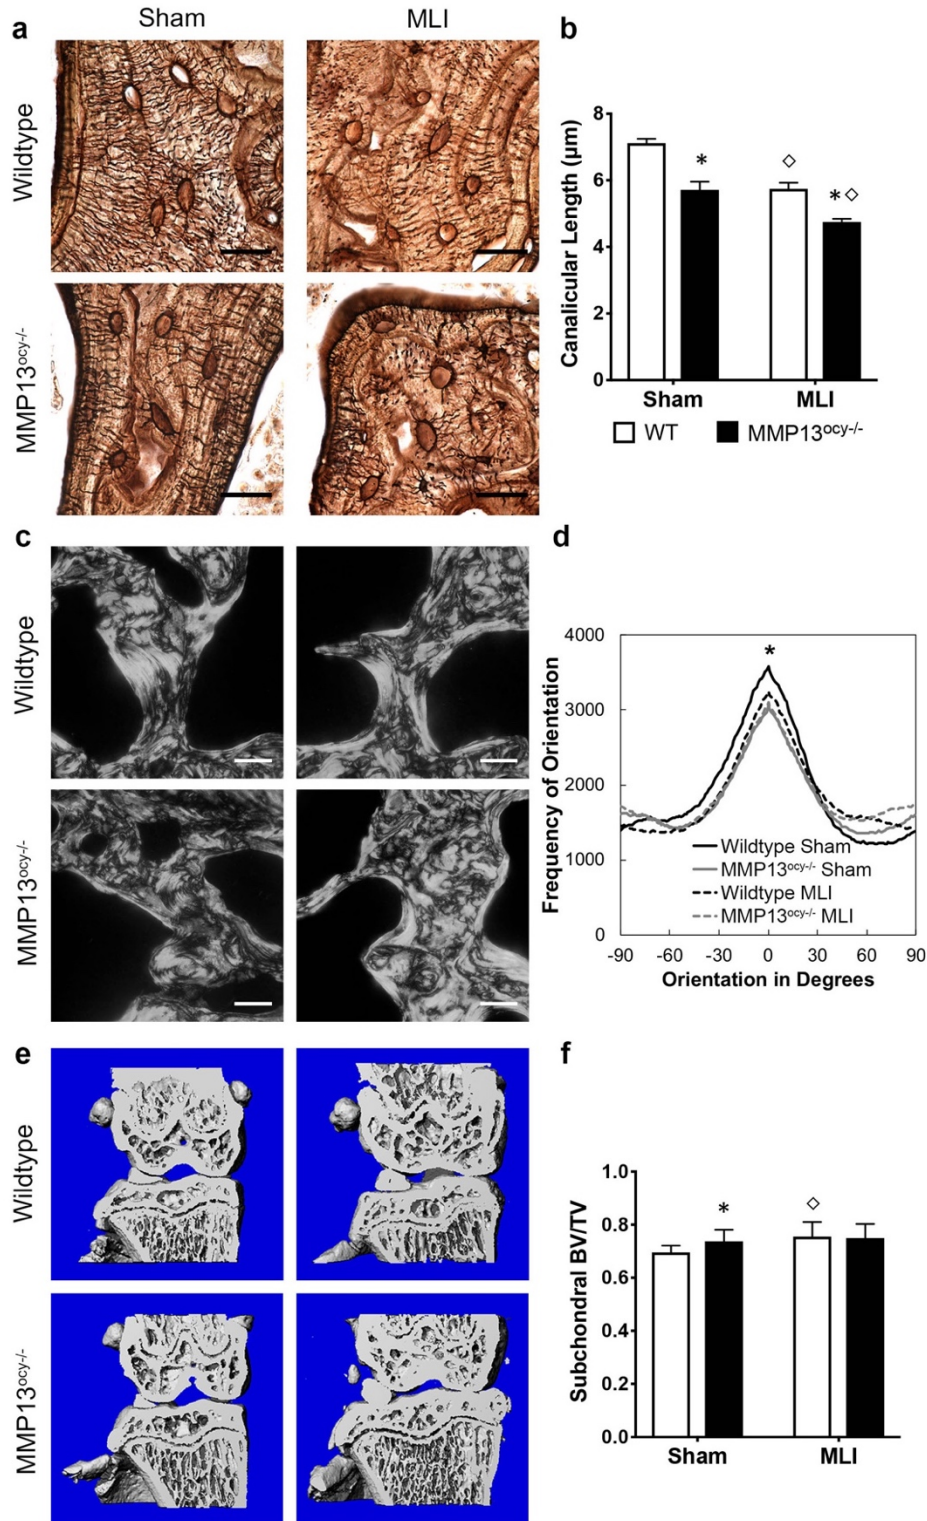 Sham
MLI
a
Wildtype
MMP13ocy-/-
b
Canalicular Length (µm)
8
6
4
2
0
*
◇
* ◇
Sham
MLI
WT
MMP13ocy-/-
c
Wildtype
MMP13ocy-/-
d
Frequency of Orientation
4000
3000
2000
1000
0
*
Wildtype Sham
MMP13ocy-/- Sham
Wildtype MLI
MMP13ocy-/- MLI
-90 -60 -30 0 30 60 90
Orientation in Degrees
e
Wildtype
MMP13ocy-/-
f
Subchondral BV/TV
1.0
0.8
0.6
0.4
0.2
0.0
*
◇
Sham
MLI